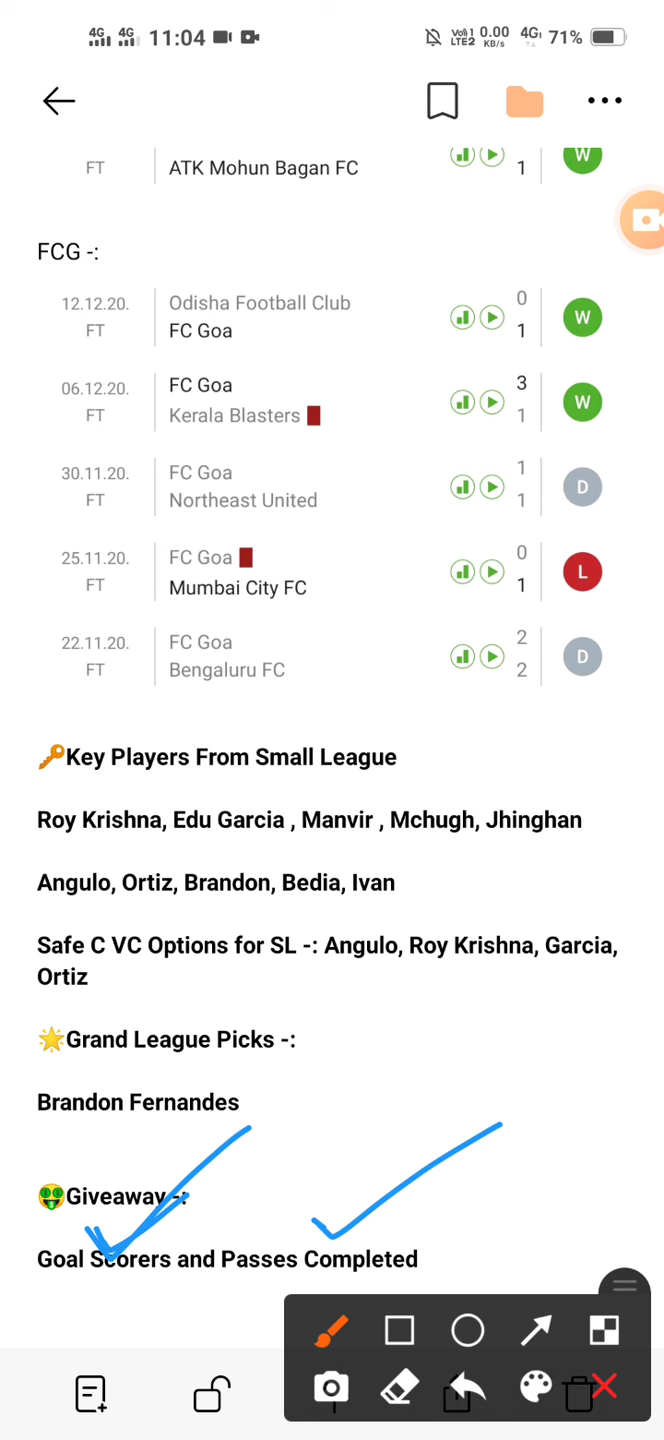 4G 4G 11:04 Vo) 1 LTE2 0.00 KB/s 4G 71%
FT ATK Mohun Bagan FC 1 W
FCG -:
12.12.20. Odisha Football Club 0
FT FC Goa 1 W
06.12.20. FC Goa 3
FT Kerala Blasters 1 W
30.11.20. FC Goa 1
FT Northeast United 1 D
25.11.20. FC Goa 0
FT Mumbai City FC 1 L
22.11.20. FC Goa 2
FT Bengaluru FC 2 D
🔑Key Players From Small League
Roy Krishna, Edu Garcia , Manvir , Mchugh, Jhinghan
Angulo, Ortiz, Brandon, Bedia, Ivan
Safe C VC Options for SL -: Angulo, Roy Krishna, Garcia,
Ortiz
🌟Grand League Picks -:
Brandon Fernandes
🤑Giveaway -:
Goal Scorers and Passes Completed